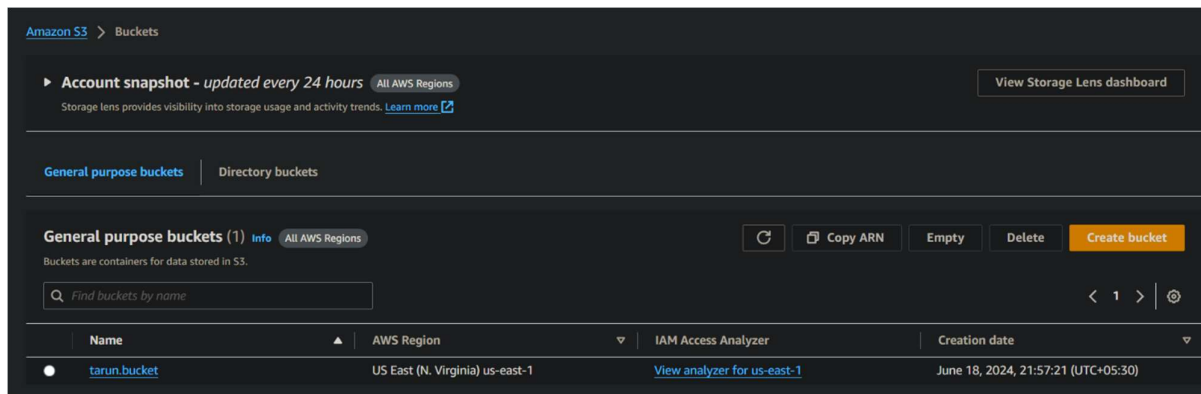 Amazon S3 > Buckets
Account snapshot - updated every 24 hours All AWS Regions
View Storage Lens dashboard
Storage lens provides visibility into storage usage and activity trends. Learn more
General purpose buckets Directory buckets
General purpose buckets (1) Info All AWS Regions
Copy ARN Empty Delete Create bucket
Buckets are containers for data stored in S3.
Find buckets by name
< 1 >
Name AWS Region IAM Access Analyzer Creation date
tarun.bucket US East (N. Virginia) us-east-1 View analyzer for us-east-1 June 18, 2024, 21:57:21 (UTC+05:30)